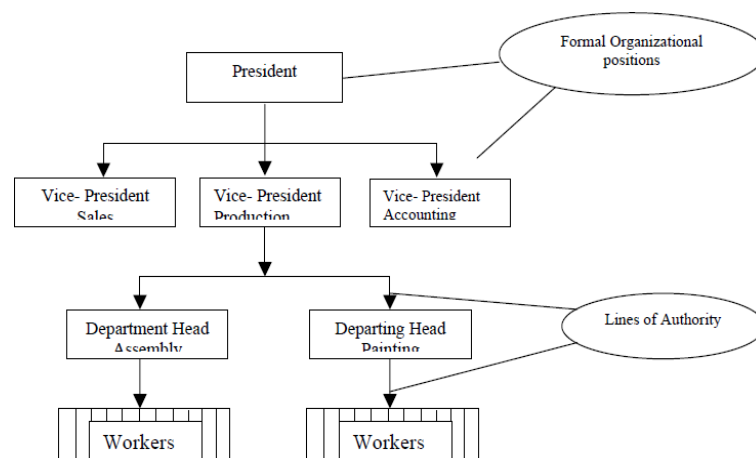 Formal Organizational
positions
President
Vice- President
Sales
Vice- President
Production
Vice- President
Accounting
Department Head
Assembly
Departing Head
Painting
Lines of Authority
Workers
Workers